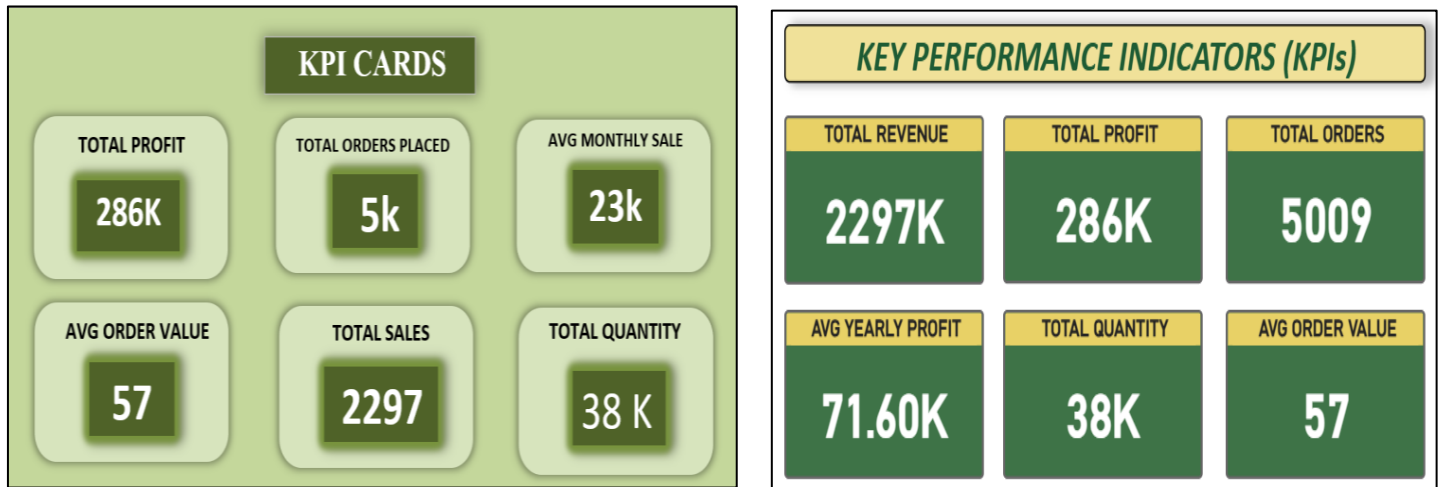 KPI CARDS
TOTAL PROFIT
286K
TOTAL ORDERS PLACED
5k
AVG MONTHLY SALE
23k
AVG ORDER VALUE
57
TOTAL SALES
2297
TOTAL QUANTITY
38 K
KEY PERFORMANCE INDICATORS (KPIs)
TOTAL REVENUE
2297K
TOTAL PROFIT
286K
TOTAL ORDERS
5009
AVG YEARLY PROFIT
71.60K
TOTAL QUANTITY
38K
AVG ORDER VALUE
57